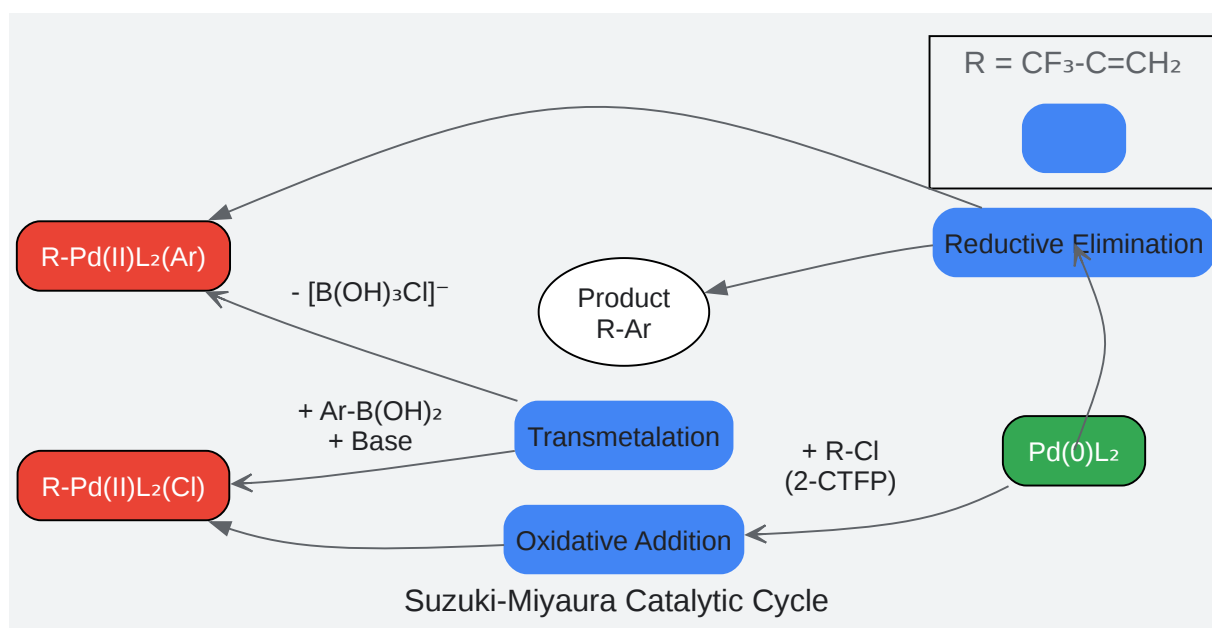 R = CF₃-C=CH₂
R-Pd(II)L₂(Ar)
Reductive Elimination
- [B(OH)₃Cl]⁻
Product
R-Ar
+ Ar-B(OH)₂
+ Base
Transmetalation
+ R-Cl
(2-CTFP)
Pd(0)L₂
R-Pd(II)L₂(Cl)
Oxidative Addition
Suzuki-Miyaura Catalytic Cycle